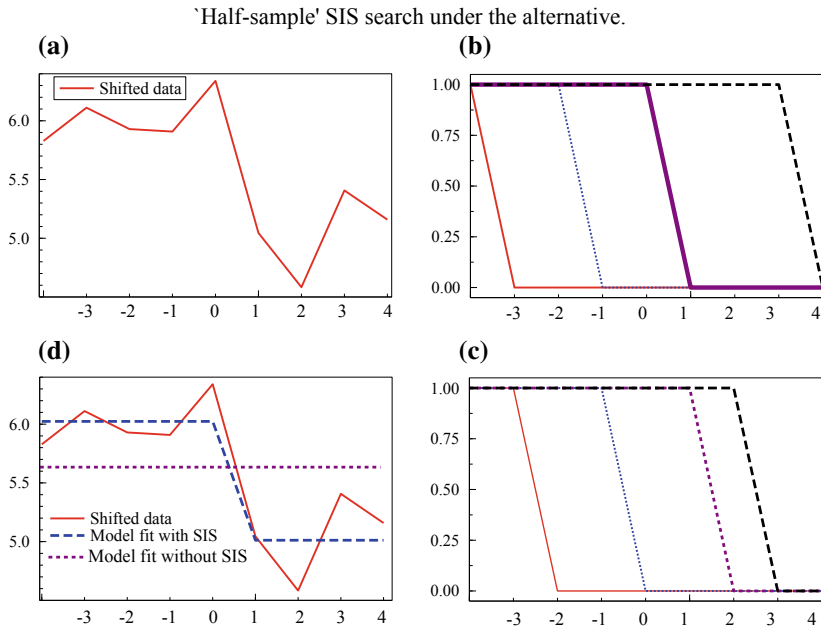 `Half-sample' SIS search under the alternative.
(a)
Shifted data
6.0
5.5
5.0
-3 -2 -1 0 1 2 3 4
(b)
1.00
0.75
0.50
0.25
0.00
-3 -2 -1 0 1 2 3 4
(d)
6.0
5.5
5.0
Shifted data
Model fit with SIS
Model fit without SIS
-3 -2 -1 0 1 2 3 4
(c)
1.00
0.75
0.50
0.25
0.00
-3 -2 -1 0 1 2 3 4